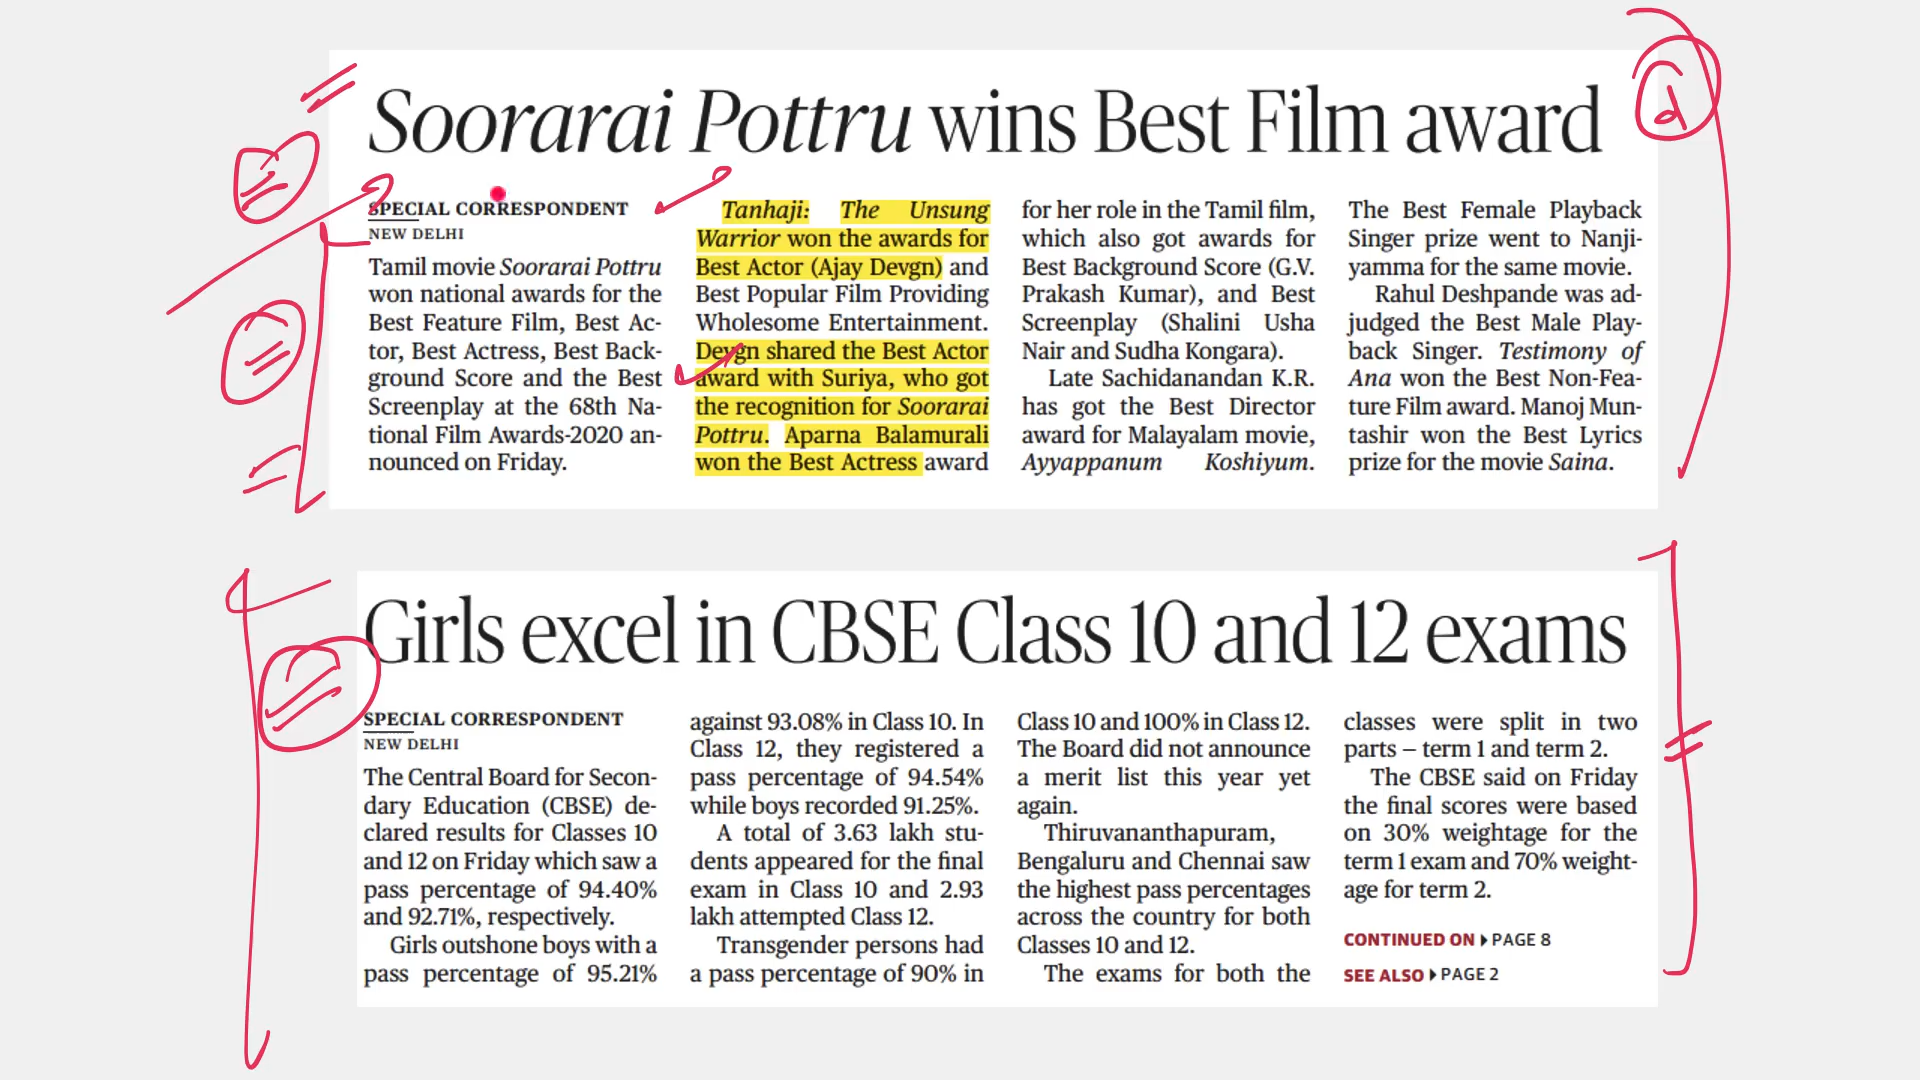 Soorarai Pottru wins Best Film award
d
SPECIAL CORRESPONDENT
NEW DELHI
Tamil movie Soorarai Pottru
won national awards for the
Best Feature Film, Best Ac-
tor, Best Actress, Best Back-
ground Score and the Best
Screenplay at the 68th Na-
tional Film Awards-2020 an-
nounced on Friday.
Tanhaji: The Unsung
Warrior won the awards for
Best Actor (Ajay Devgn) and
Best Popular Film Providing
Wholesome Entertainment.
Devgn shared the Best Actor
award with Suriya, who got
the recognition for Soorarai
Pottru. Aparna Balamurali
won the Best Actress award
for her role in the Tamil film,
which also got awards for
Best Background Score (G.V.
Prakash Kumar), and Best
Screenplay (Shalini Usha
Nair and Sudha Kongara).
Late Sachidanandan K.R.
has got the Best Director
award for Malayalam movie,
Ayyappanum Koshiyum.
The Best Female Playback
Singer prize went to Nanji-
yamma for the same movie.
Rahul Deshpande was ad-
judged the Best Male Play-
back Singer. Testimony of
Ana won the Best Non-Fea-
ture Film award. Manoj Mun-
tashir won the Best Lyrics
prize for the movie Saina.
Girls excel in CBSE Class 10 and 12 exams
SPECIAL CORRESPONDENT
NEW DELHI
The Central Board for Secon-
dary Education (CBSE) de-
clared results for Classes 10
and 12 on Friday which saw a
pass percentage of 94.40%
and 92.71%, respectively.
Girls outshone boys with a
pass percentage of 95.21%
against 93.08% in Class 10. In
Class 12, they registered a
pass percentage of 94.54%
while boys recorded 91.25%.
A total of 3.63 lakh stu-
dents appeared for the final
exam in Class 10 and 2.93
lakh attempted Class 12.
Transgender persons had
a pass percentage of 90% in
Class 10 and 100% in Class 12.
The Board did not announce
a merit list this year yet
again.
Thiruvananthapuram,
Bengaluru and Chennai saw
the highest pass percentages
across the country for both
Classes 10 and 12.
The exams for both the
classes were split in two
parts – term 1 and term 2.
The CBSE said on Friday
the final scores were based
on 30% weightage for the
term 1 exam and 70% weight-
age for term 2.
CONTINUED ON PAGE 8
SEE ALSO PAGE 2